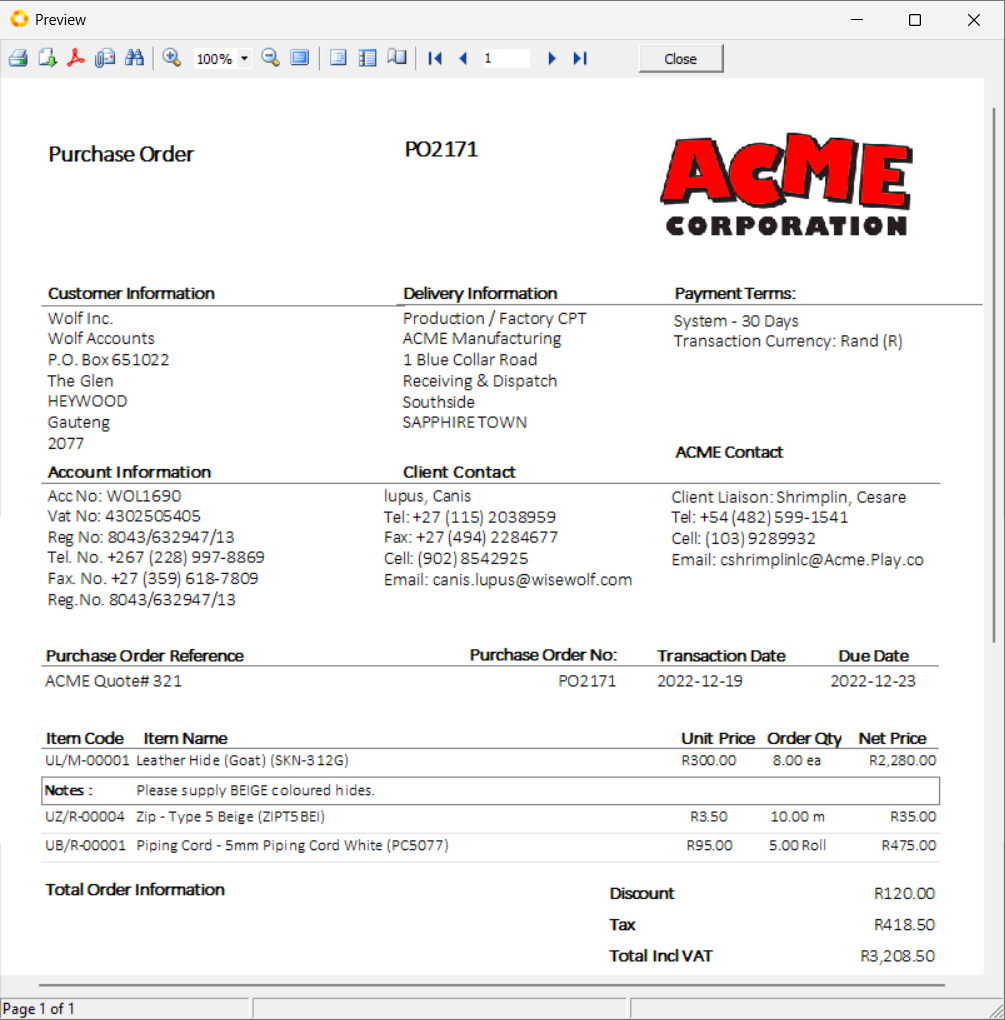 Preview
100%
1
Close
Purchase Order
PO2171
ACME
CORPORATION
Customer Information
Wolf Inc.
Wolf Accounts
P.O. Box 651022
The Glen
HEYWOOD
Gauteng
2077
Delivery Information
Production / Factory CPT
ACME Manufacturing
1 Blue Collar Road
Receiving & Dispatch
Southside
SAPPHIRE TOWN
Payment Terms:
System - 30 Days
Transaction Currency: Rand (R)
Account Information
Acc No: WOL1690
Vat No: 4302505405
Reg No: 8043/632947/13
Tel. No. +267 (228) 997-8869
Fax. No. +27 (359) 618-7809
Reg.No. 8043/632947/13
Client Contact
lupus, Canis
Tel: +27 (115) 2038959
Fax: +27 (494) 2284677
Cell: (902) 8542925
Email: canis.lupus@wisewolf.com
ACME Contact
Client Liaison: Shrimplin, Cesare
Tel: +54 (482) 599-1541
Cell: (103) 9289932
Email: cshrimplinlc@Acme.Play.co
Purchase Order Reference Purchase Order No: Transaction Date Due Date
ACME Quote# 321 PO2171 2022-12-19 2022-12-23
Item Code Item Name Unit Price Order Qty Net Price
UL/M-00001 Leather Hide (Goat) (SKN-312G) R300.00 8.00 ea R2,280.00
Notes : Please supply BEIGE coloured hides.
UZ/R-00004 Zip - Type 5 Beige (ZIPT5BEI) R3.50 10.00 m R35.00
UB/R-00001 Piping Cord - 5mm Piping Cord White (PC5077) R95.00 5.00 Roll R475.00
Total Order Information
Discount R120.00
Tax R418.50
Total Incl VAT R3,208.50
Page 1 of 1